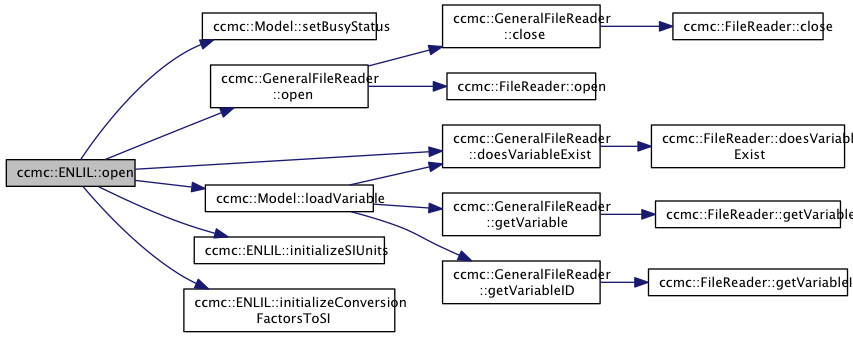 ccmc::ENLIL::open
ccmc::Model::setBusyStatus
ccmc::GeneralFileReader
::open
ccmc::Model::loadVariable
ccmc::ENLIL::initializeSIUnits
ccmc::ENLIL::initializeConversion
FactorsToSI
ccmc::GeneralFileReader
::close
ccmc::FileReader::open
ccmc::GeneralFileReader
::doesVariableExist
ccmc::GeneralFileReader
::getVariable
ccmc::GeneralFileReader
::getVariableID
ccmc::FileReader::close
ccmc::FileReader::doesVariable
Exist
ccmc::FileReader::getVariable
ccmc::FileReader::getVariableI